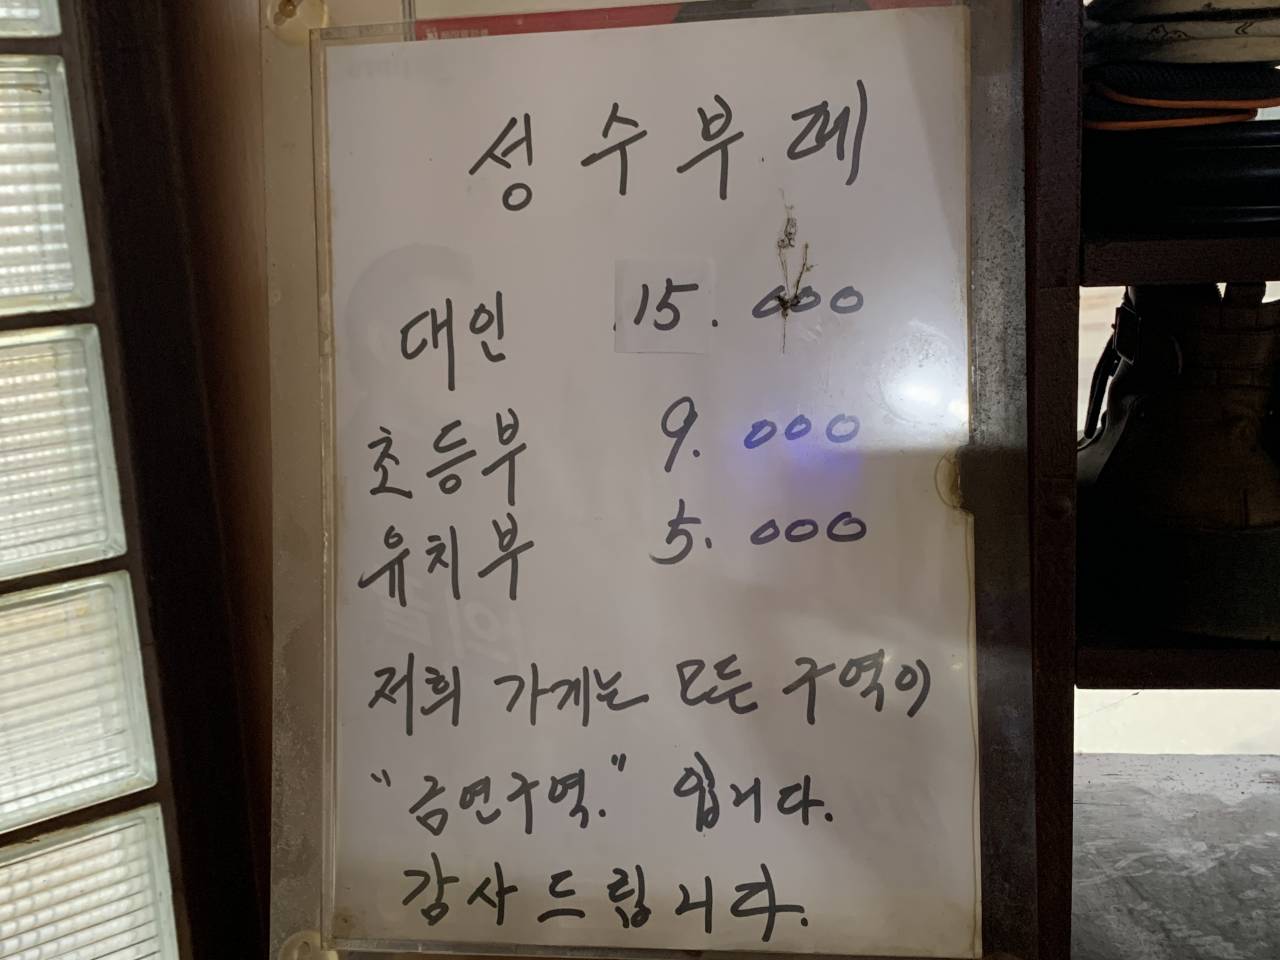 성수부페
대인 15.000
초등부 9.000
유치부 5.000
저희 가게는 모든 구역이
"금연구역." 입니다.
감사드립니다.